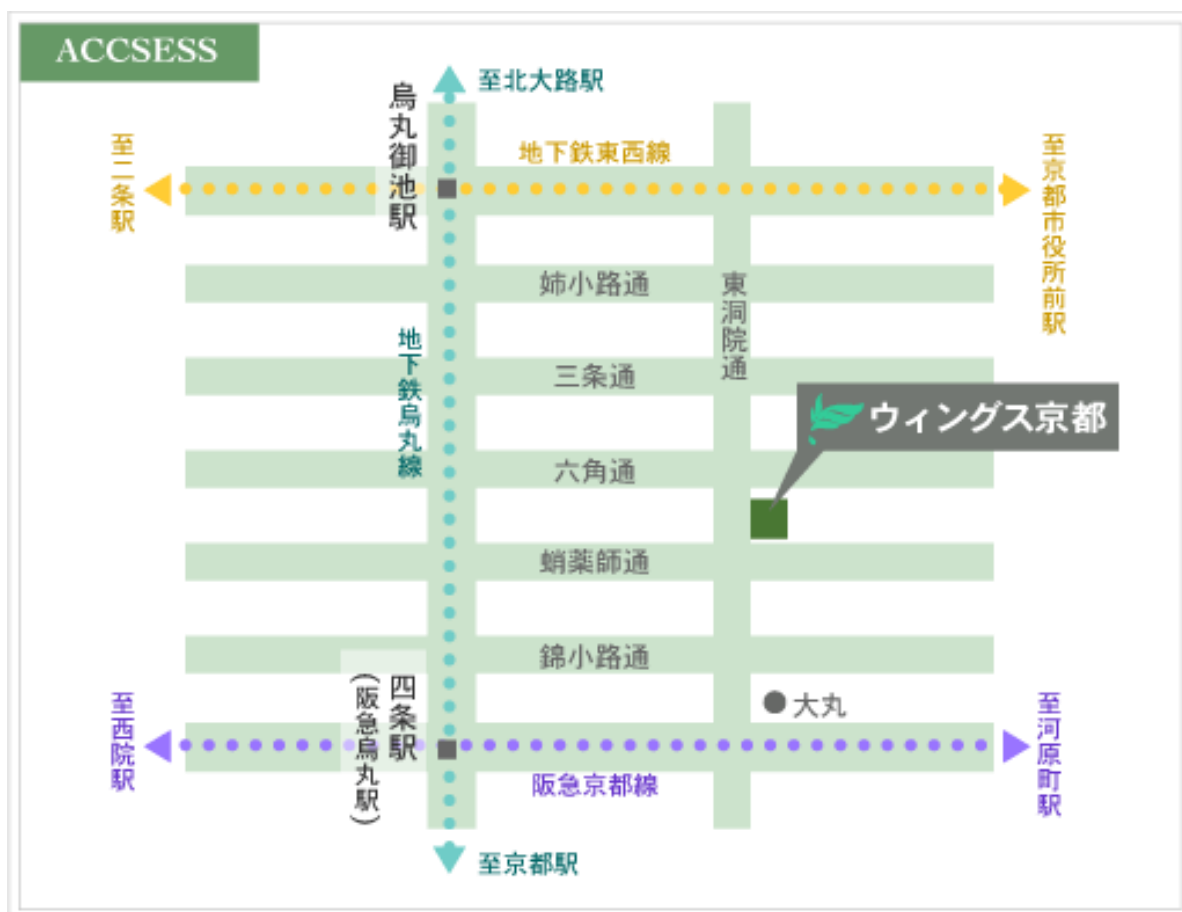 ACCSESS
至北大路駅
烏丸御池駅
地下鉄東西線
至二条駅
至京都市役所前駅
姉小路通
東洞院通
地下鉄烏丸線
三条通
ウィングス京都
六角通
蛸薬師通
錦小路通
四条駅
(阪急烏丸駅)
大丸
至西院駅
至河原町駅
阪急京都線
至京都駅